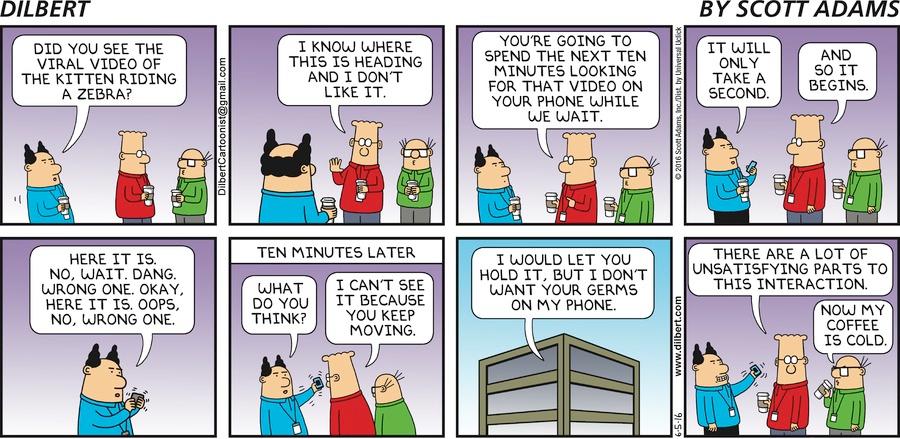 DILBERT
BY SCOTT ADAMS
DID YOU SEE THE
VIRAL VIDEO OF
THE KITTEN RIDING
A ZEBRA?
DilbertCartoonist@gmail.com
I KNOW WHERE
THIS IS HEADING
AND I DON'T
LIKE IT.
YOU'RE GOING TO
SPEND THE NEXT TEN
MINUTES LOOKING
FOR THAT VIDEO ON
YOUR PHONE WHILE
WE WAIT.
© 2016 Scott Adams, Inc./Dist. by Universal Uclick
IT WILL
ONLY
TAKE A
SECOND.
AND
SO IT
BEGINS.
HERE IT IS.
NO, WAIT. DANG.
WRONG ONE. OKAY,
HERE IT IS. OOPS,
NO, WRONG ONE.
TEN MINUTES LATER
WHAT
DO YOU
THINK?
I CAN'T SEE
IT BECAUSE
YOU KEEP
MOVING.
I WOULD LET YOU
HOLD IT, BUT I DON'T
WANT YOUR GERMS
ON MY PHONE.
6-5-16
www.dilbert.com
THERE ARE A LOT OF
UNSATISFYING PARTS TO
THIS INTERACTION.
NOW MY
COFFEE
IS COLD.